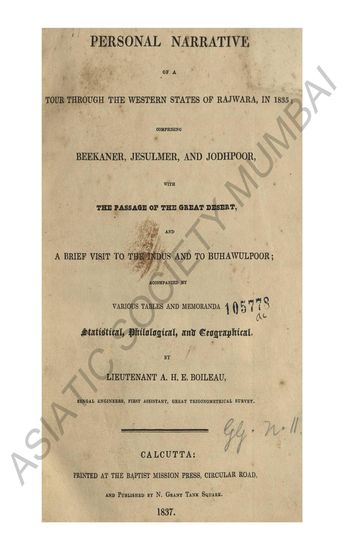 PERSONAL NARRATIVE
OF A
TOUR THROUGH THE WESTERN STATES OF RAJWARA, IN 1835;
COMPRISING
BEEKANER, JESULMER, AND JODHPOOR,
WITH
THE PASSAGE OF THE GREAT DESERT,
AND
A BRIEF VISIT TO THE INDUS AND TO BUHAWULPOOR;
ACOMPANIED BY
VARIOUS TABLES AND MEMORANDA
105778
Statistical, Philological, and Geographical.
BY
LIEUTENANT A. H. E. BOILEAU,
BENGAL ENGINEERS, FIRST ASSISTANT, GREAT TRIGONOMETRICAL SURVEY.
CALCUTTA:
PRINTED AT THE BAPTIST MISSION PRESS, CIRCULAR ROAD,
AND PUBLISHED BY N. GRANT TANK SQUARE.
1837.
ASIATIC SOCIETY MUMBAI